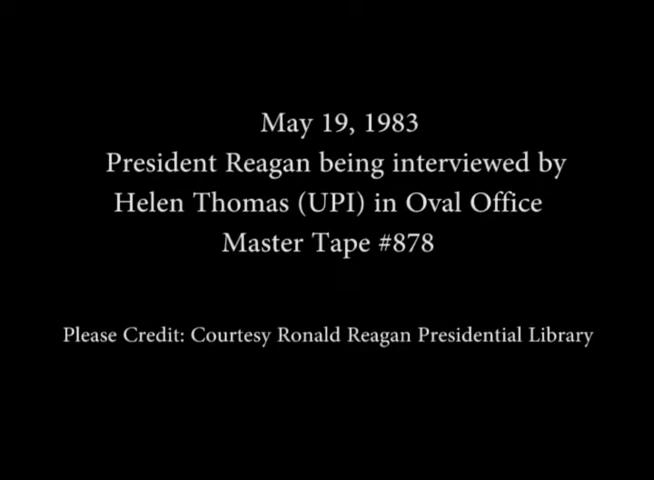 May 19, 1983
President Reagan being interviewed by
Helen Thomas (UPI) in Oval Office
Master Tape #878
Please Credit: Courtesy Ronald Reagan Presidential Library